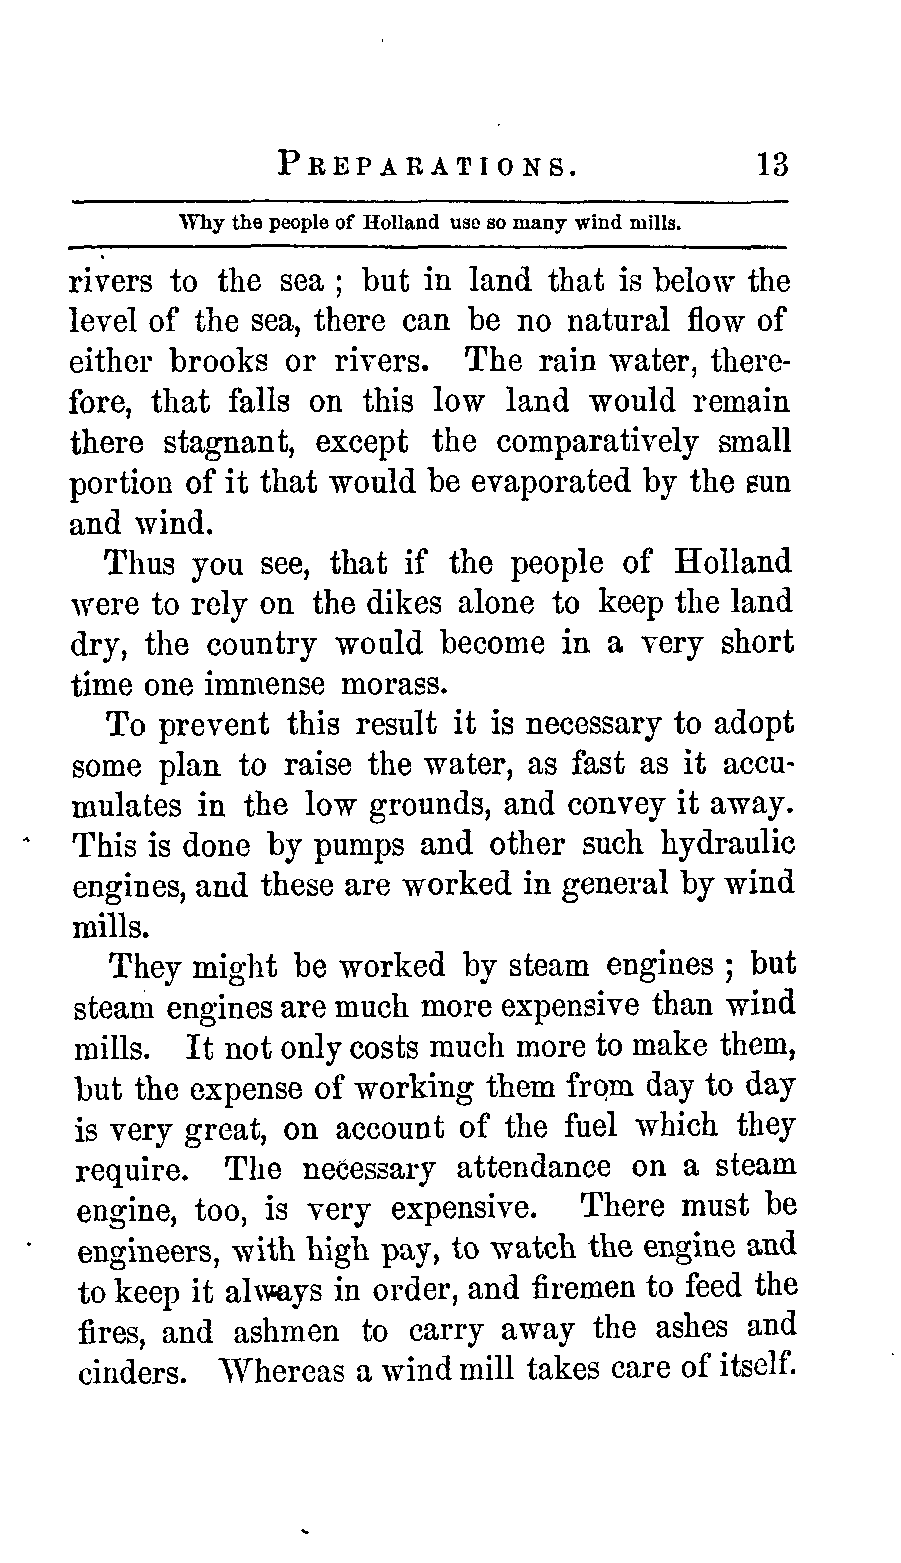 PREPARATIONS. 13
Why the people of Holland use so many wind mills.
rivers to the sea ; but in land that is below the
level of the sea, there can be no natural flow of
either brooks or rivers. The rain water, there-
fore, that falls on this low land would remain
there stagnant, except the comparatively small
portion of it that would be evaporated by the sun
and wind.
Thus you see, that if the people of Holland
were to rely on the dikes alone to keep the land
dry, the country would become in a very short
time one immense morass.
To prevent this result it is necessary to adopt
some plan to raise the water, as fast as it accu-
mulates in the low grounds, and convey it away.
This is done by pumps and other such hydraulic
engines, and these are worked in general by wind
mills.
They might be worked by steam engines ; but
steam engines are much more expensive than wind
mills. It not only costs much more to make them,
but the expense of working them from day to day
is very great, on account of the fuel which they
require. The necessary attendance on a steam
engine, too, is very expensive. There must be
engineers, with high pay, to watch the engine and
to keep it always in order, and firemen to feed the
fires, and ashmen to carry away the ashes and
cinders. Whereas a wind mill takes care of itself.